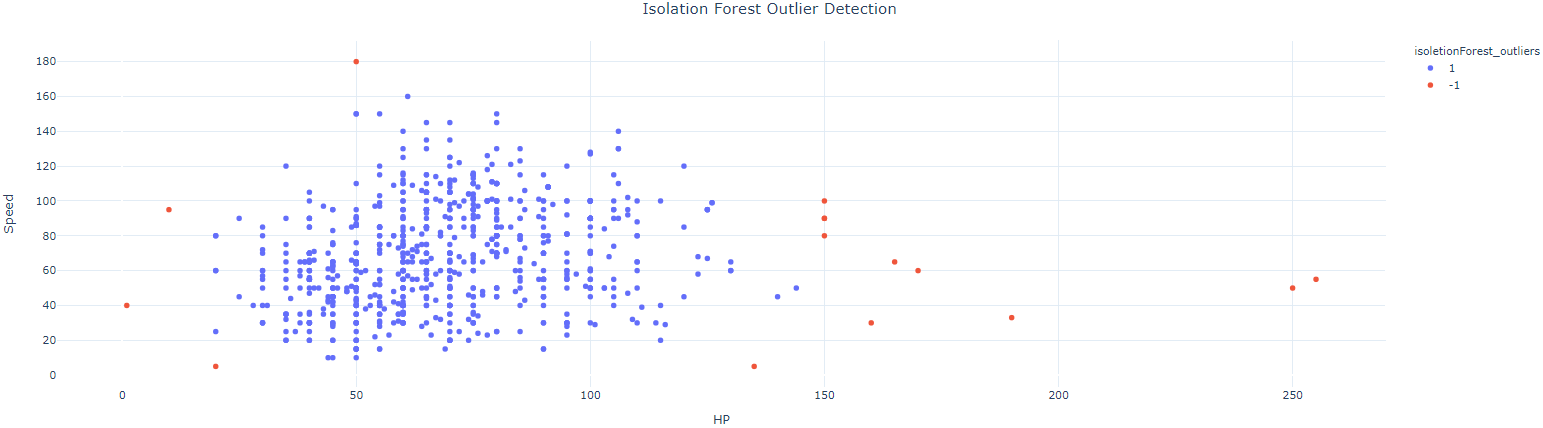 Isolation Forest Outlier Detection
isoletionForest_outliers
1
-1
Speed
180
160
140
120
100
80
60
40
20
0
0 50 100 150 200 250
HP